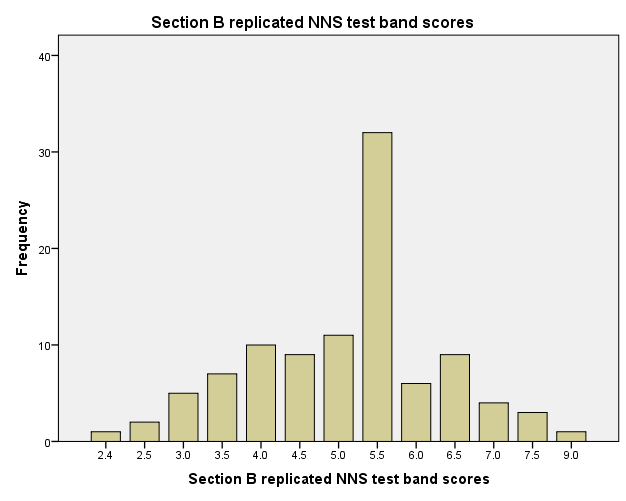 Section B replicated NNS test band scores
40
30
20
10
0
Frequency
2.4 2.5 3.0 3.5 4.0 4.5 5.0 5.5 6.0 6.5 7.0 7.5 9.0
Section B replicated NNS test band scores